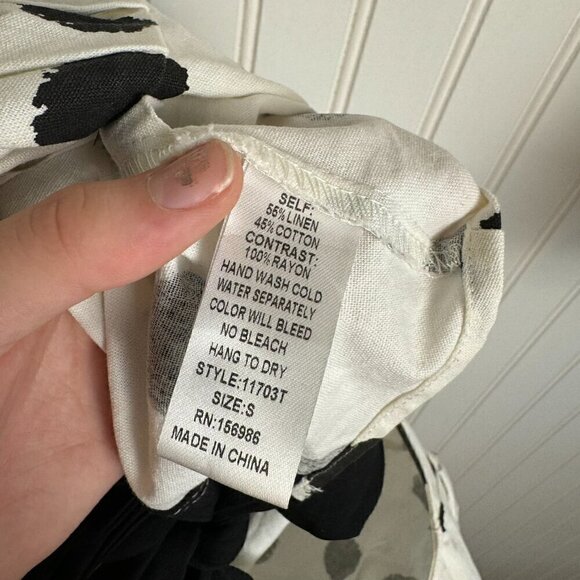 SELF:
55% LINEN
45% COTTON
CONTRAST:
100% RAYON
HAND WASH COLD
WATER SEPARATELY
COLOR WILL BLEED
NO BLEACH
HANG TO DRY
STYLE:11703T
SIZE:S
RN:156986
MADE IN CHINA